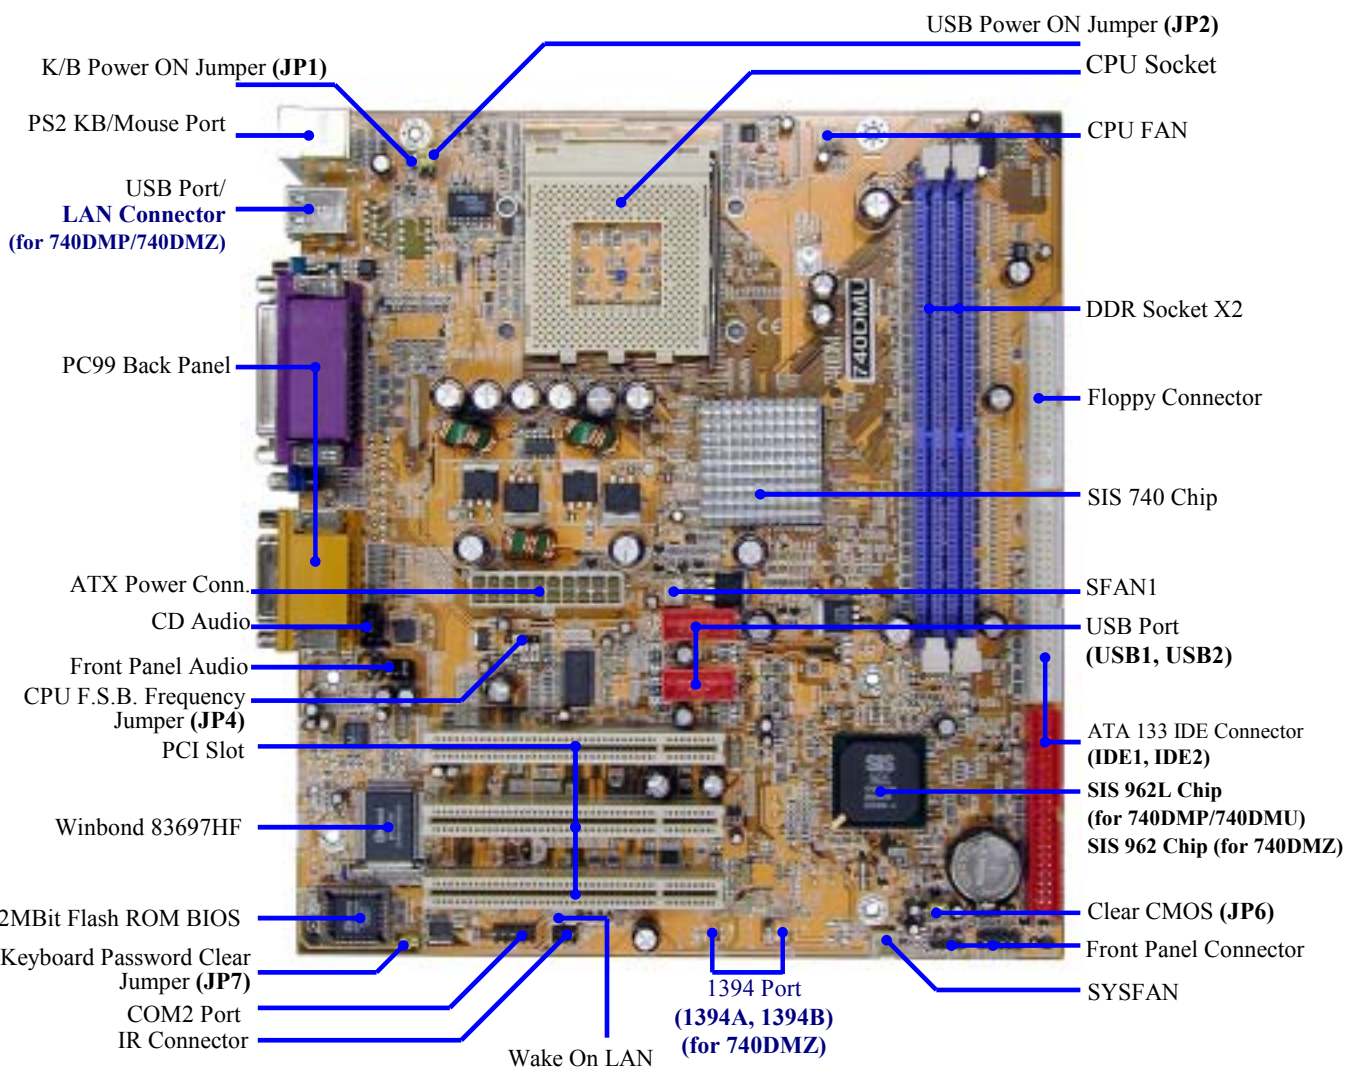 USB Power ON Jumper (JP2)
K/B Power ON Jumper (JP1)
CPU Socket
PS2 KB/Mouse Port
CPU FAN
USB Port/
LAN Connector
(for 740DMP/740DMZ)
DDR Socket X2
740DMU
PC99 Back Panel
Floppy Connector
SIS 740 Chip
ATX Power Conn.
SFAN1
CD Audio
USB Port
(USB1, USB2)
Front Panel Audio
CPU F.S.B. Frequency
Jumper (JP4)
PCI Slot
ATA 133 IDE Connector
(IDE1, IDE2)
SIS
SIS 962L Chip
(for 740DMP/740DMU)
SIS 962 Chip (for 740DMZ)
Winbond 83697HF
2MBit Flash ROM BIOS
Clear CMOS (JP6)
Keyboard Password Clear
Jumper (JP7)
Front Panel Connector
COM2 Port
1394 Port
(1394A, 1394B)
(for 740DMZ)
SYSFAN
IR Connector
Wake On LAN